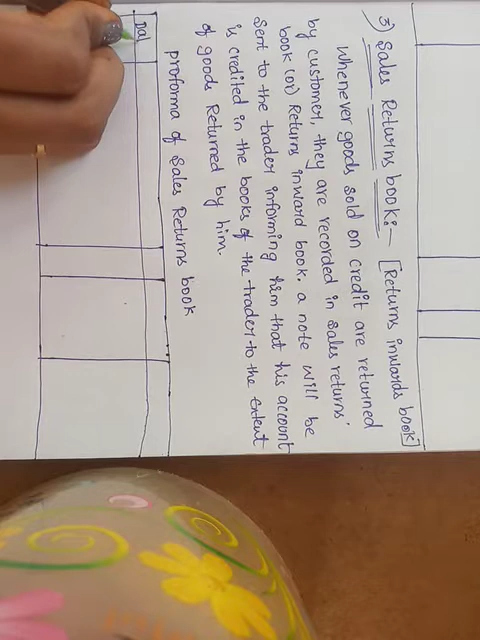 3) Sales Returns book:- [Returns inwards book]
Whenever goods sold on credit are returned
by customer, they are recorded in sales returns
book (or) Returns inward book. a note will be
sent to the trader informing him that his account
is credited in the books of the trader to the extent
of goods Returned by him.
proforma of Sales Returns book
Dat